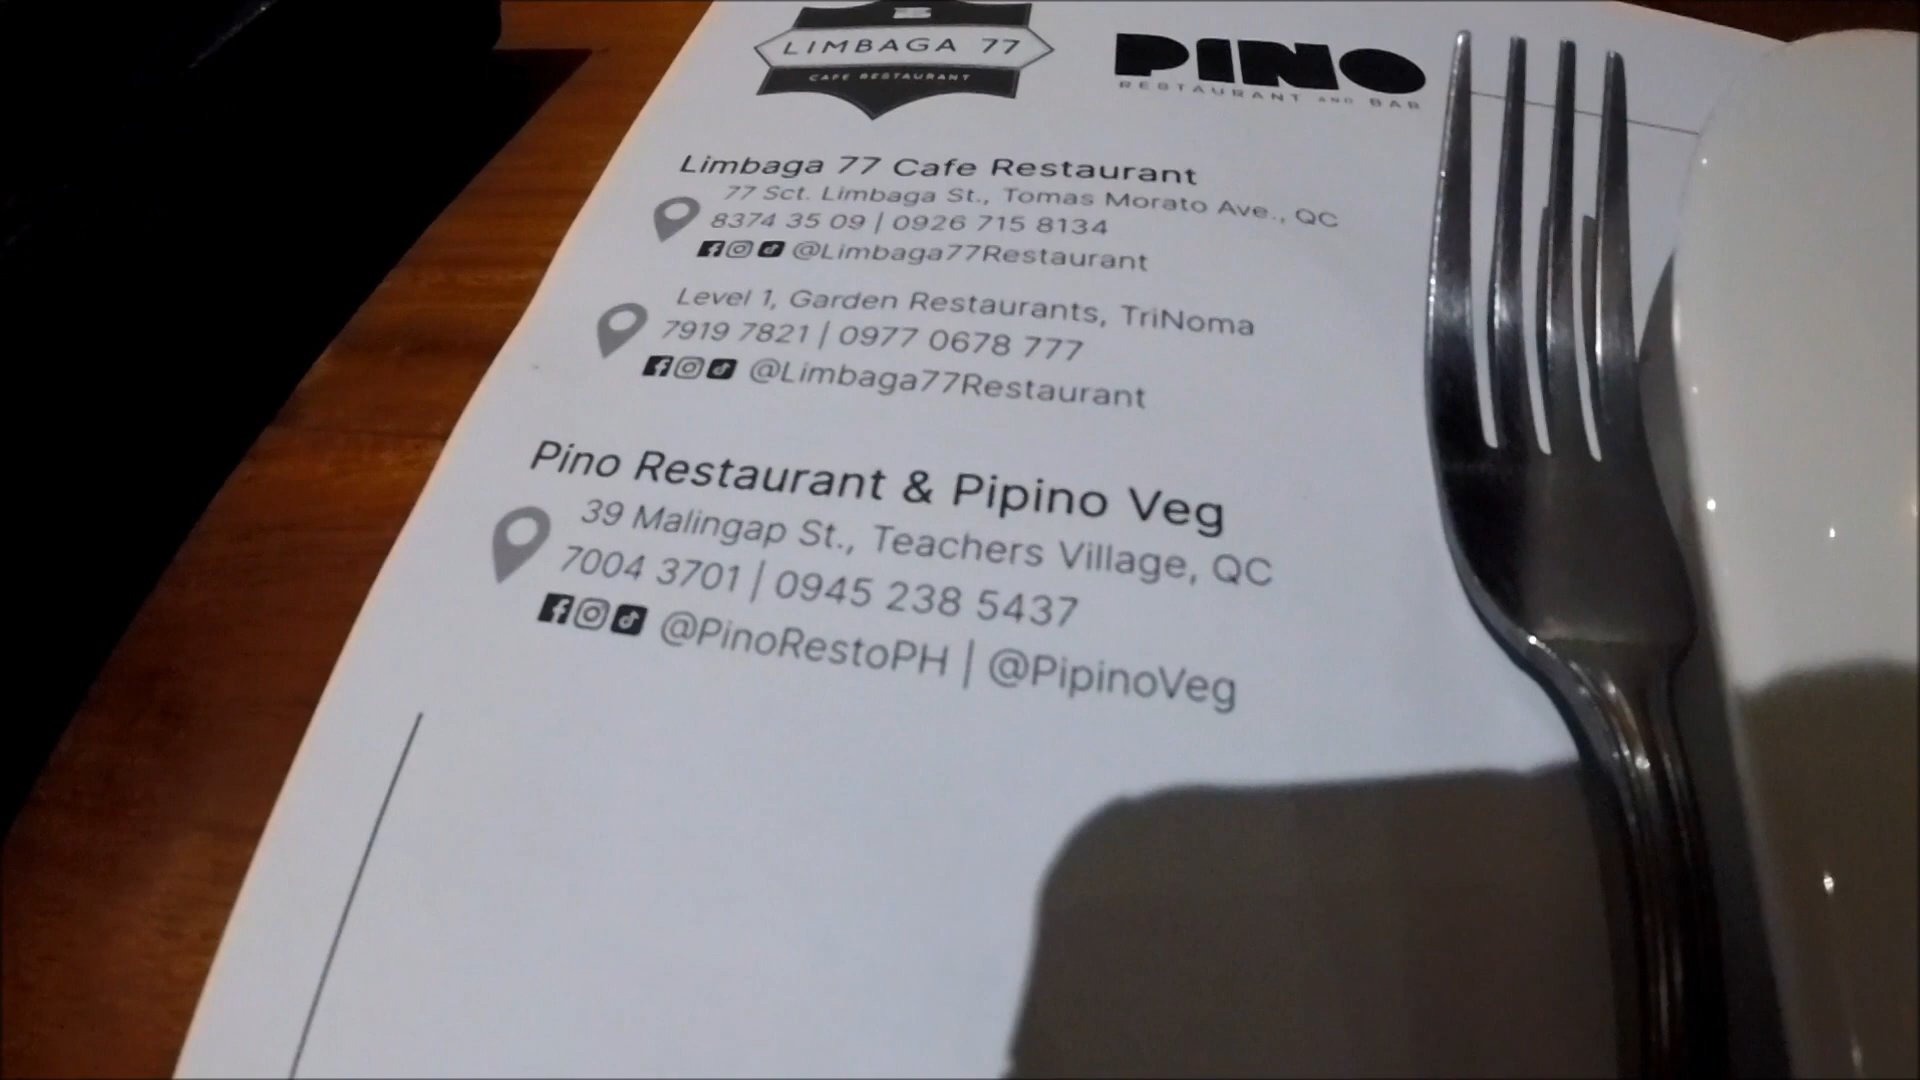 LIMBAGA 77
CAFE RESTAURANT
PINO
RESTAURANT AND BAR
Limbaga 77 Cafe Restaurant
77 Sct. Limbaga St., Tomas Morato Ave., QC
8374 35 09 | 0926 715 8134
@Limbaga77Restaurant
Level 1, Garden Restaurants, TriNoma
7919 7821 | 0977 0678 777
@Limbaga77Restaurant
Pino Restaurant & Pipino Veg
39 Malingap St., Teachers Village, QC
7004 3701 | 0945 238 5437
@PinoRestoPH | @PipinoVeg